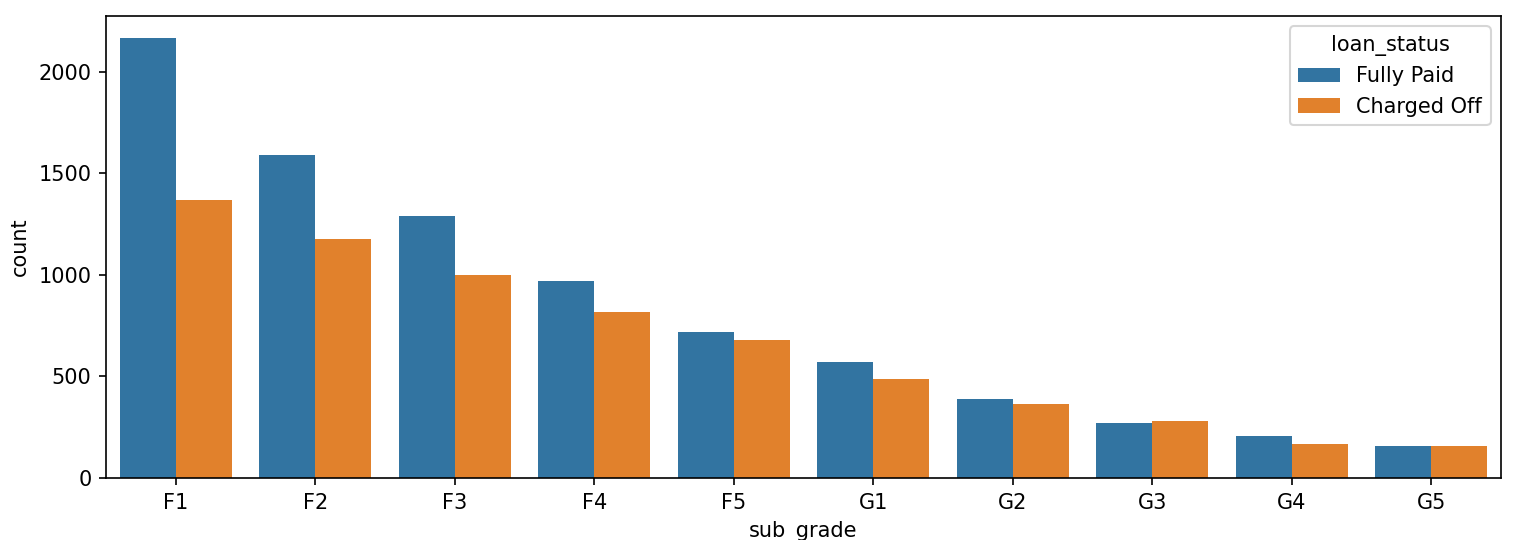 loan_status
Fully Paid
Charged Off
count
2000
1500
1000
500
0
F1 F2 F3 F4 F5 G1 G2 G3 G4 G5
sub_grade